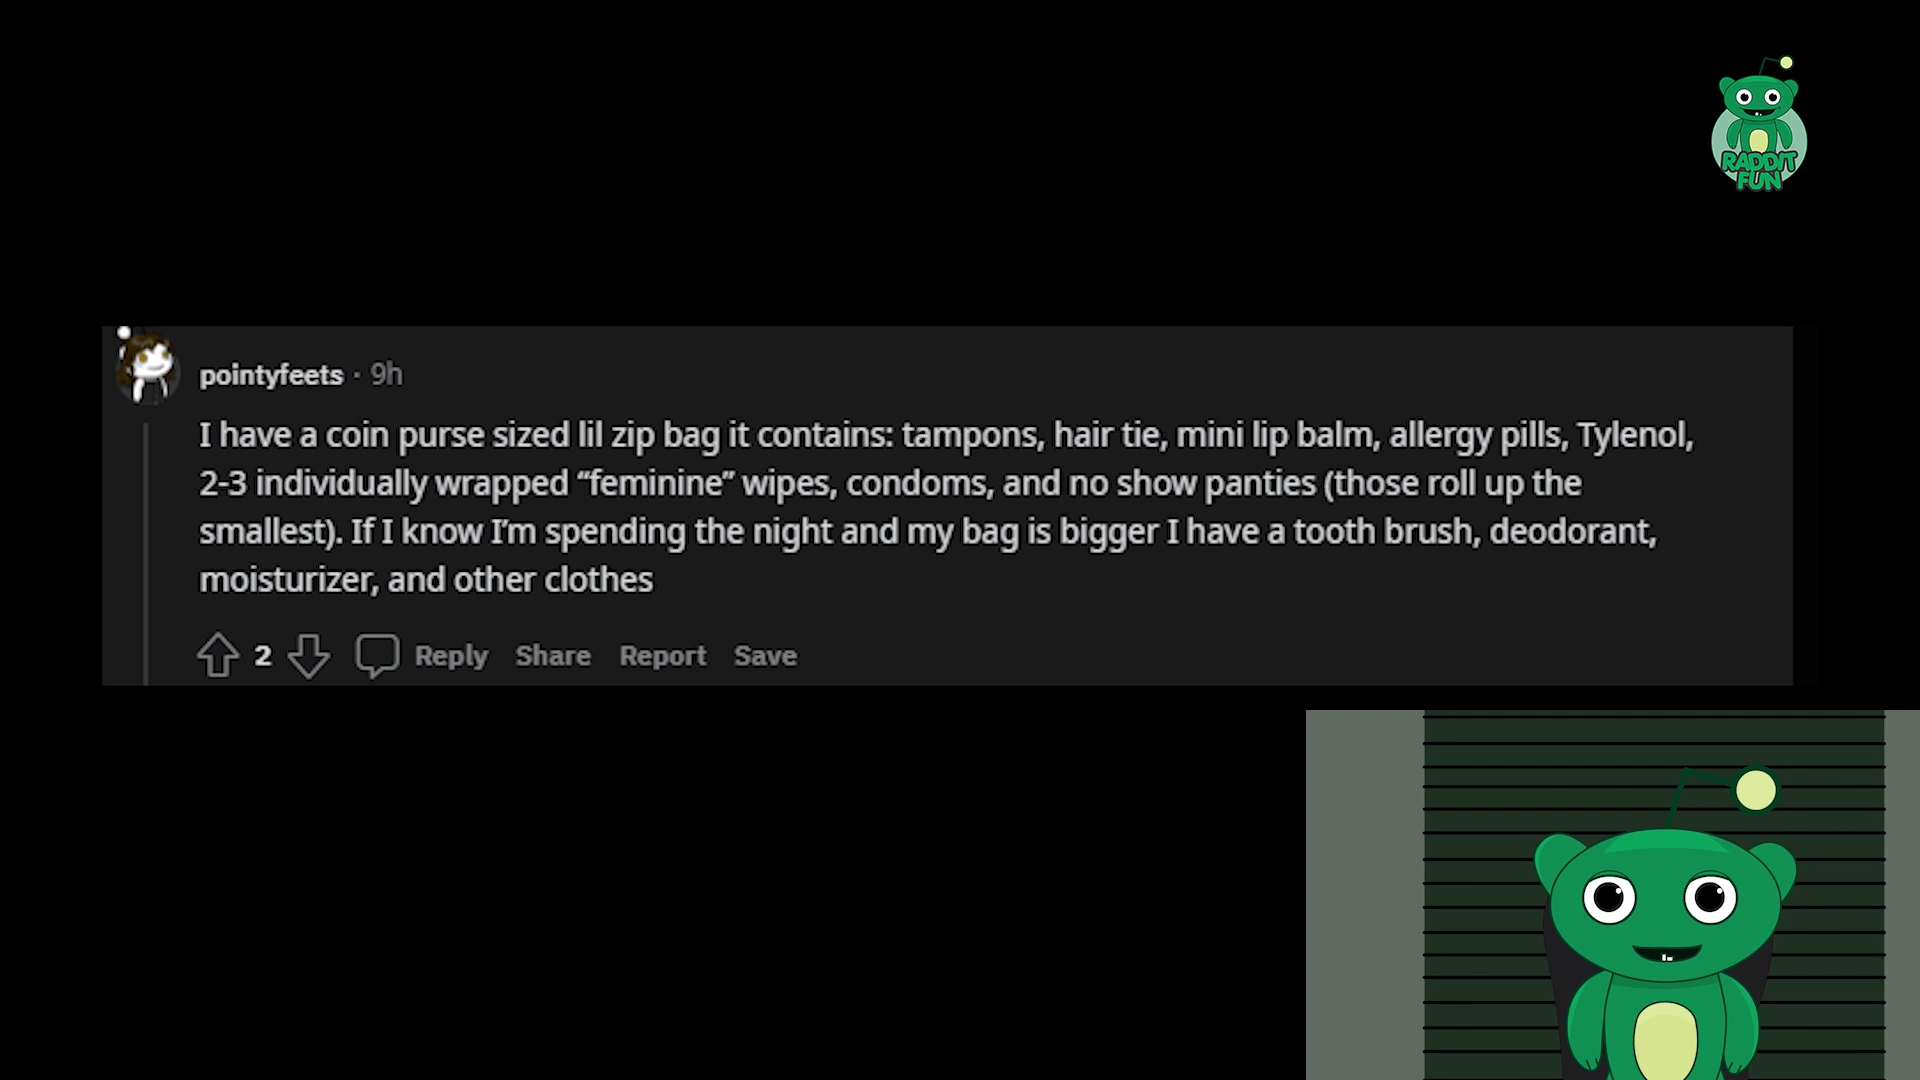 RADDIT
FUN
pointyfeets · 9h
I have a coin purse sized lil zip bag it contains: tampons, hair tie, mini lip balm, allergy pills, Tylenol,
2-3 individually wrapped “feminine” wipes, condoms, and no show panties (those roll up the
smallest). If I know I’m spending the night and my bag is bigger I have a tooth brush, deodorant,
moisturizer, and other clothes
2 Reply Share Report Save